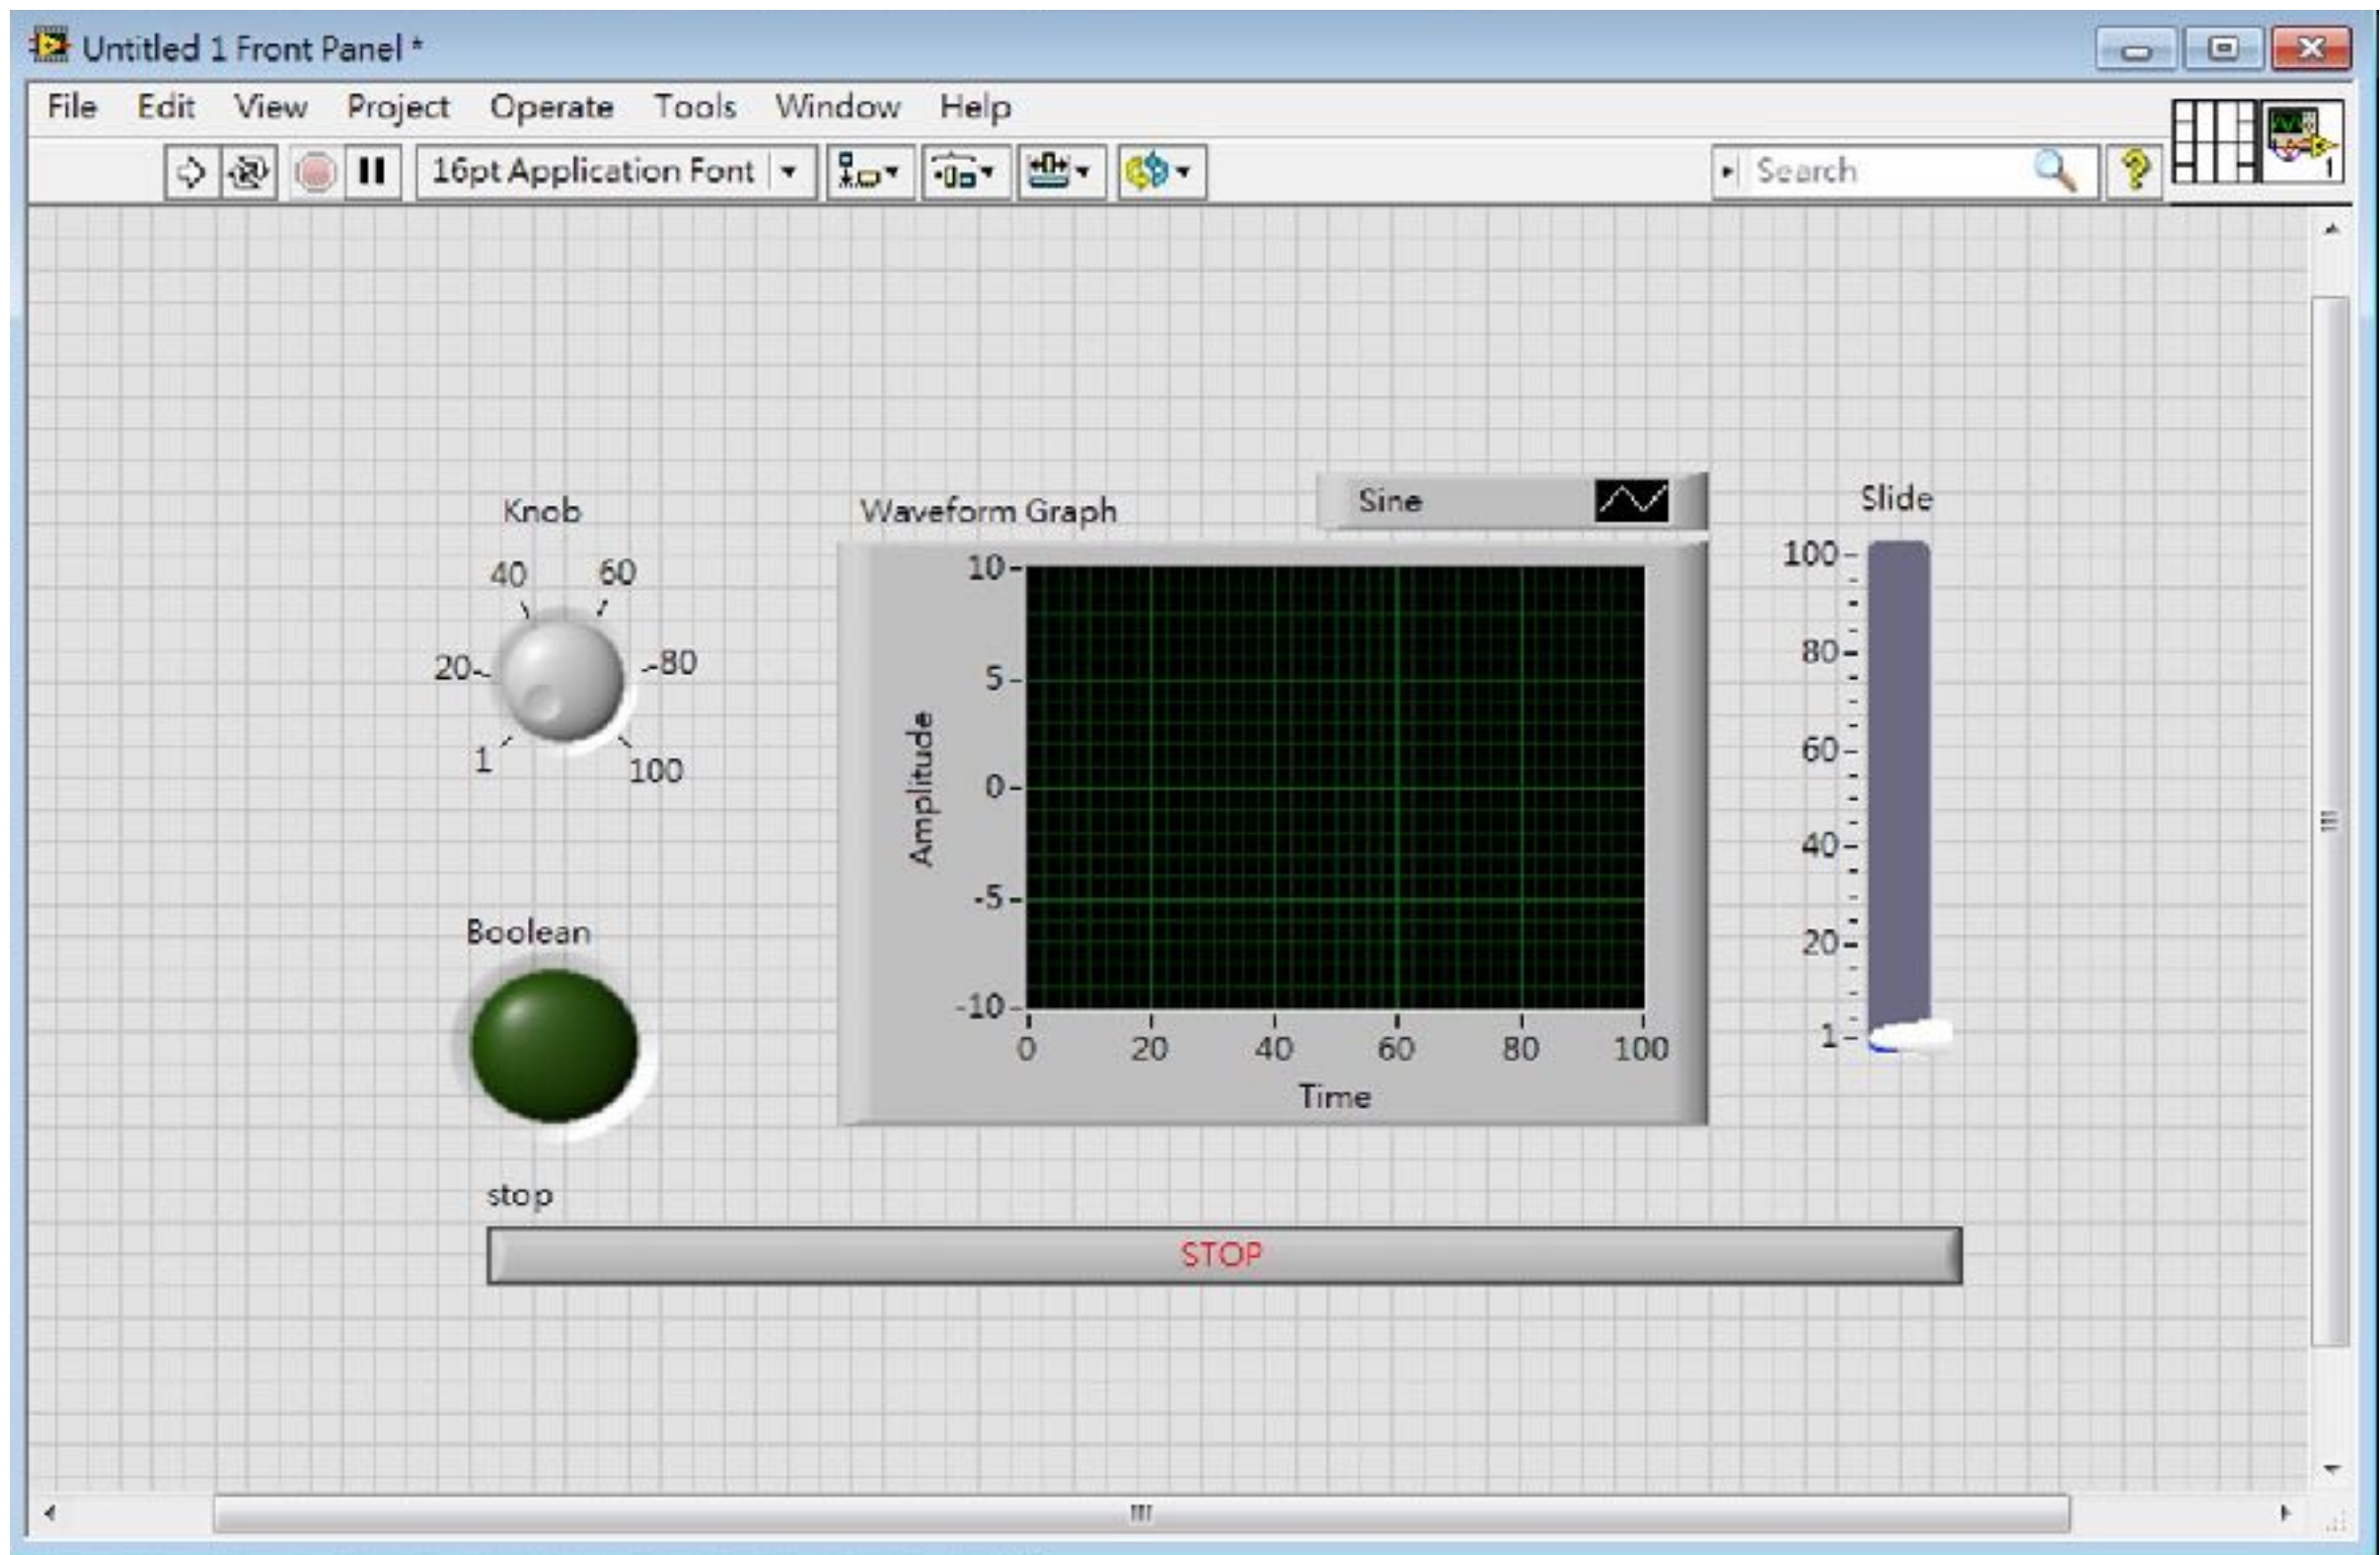 Untitled 1 Front Panel *
File Edit View Project Operate Tools Window Help
16pt Application Font
Search
1
Knob
40 60
20 80
1 100
Waveform Graph
Sine
10
5
0
-5
-10
Amplitude
0 20 40 60 80 100
Time
Slide
100
80
60
40
20
1
Boolean
stop
STOP